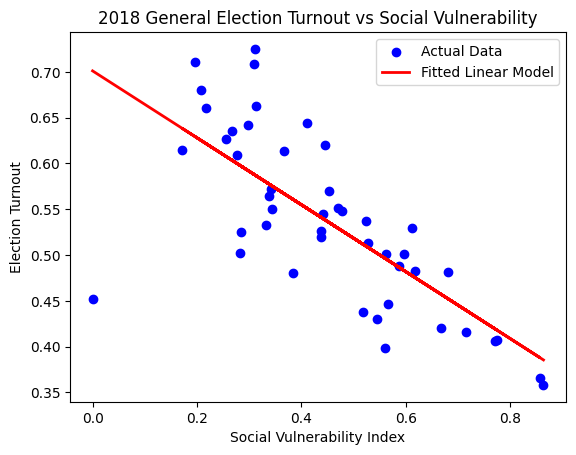 2018 General Election Turnout vs Social Vulnerability
Actual Data
Fitted Linear Model
Election Turnout
0.70
0.65
0.60
0.55
0.50
0.45
0.40
0.35
0.0 0.2 0.4 0.6 0.8
Social Vulnerability Index